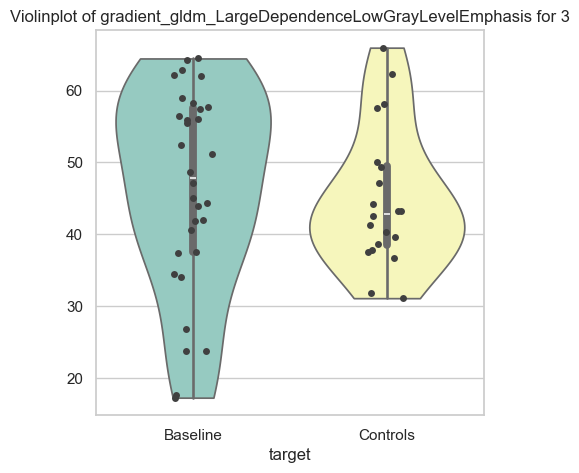 Violinplot of gradient_gldm_LargeDependenceLowGrayLevelEmphasis for 3
60
50
40
30
20
Baseline Controls
target